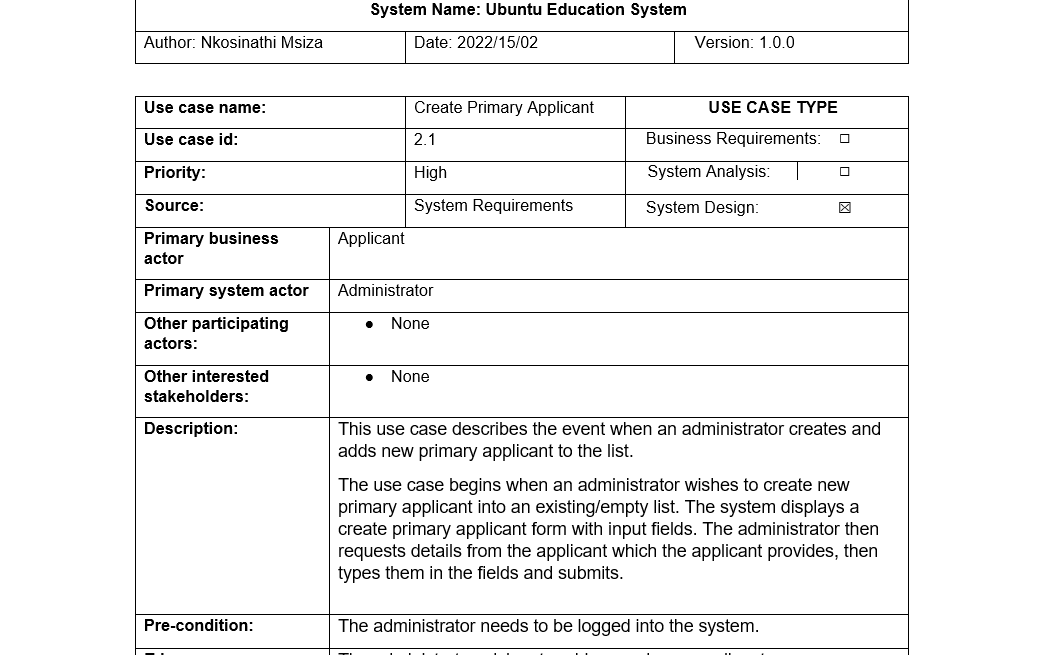 System Name: Ubuntu Education System
Author: Nkosinathi Msiza Date: 2022/15/02 Version: 1.0.0
Use case name: Create Primary Applicant USE CASE TYPE
Use case id: 2.1 Business Requirements: ☐
Priority: High System Analysis: ☐
Source: System Requirements System Design: ☒
Primary business Applicant
actor
Primary system actor Administrator
Other participating ● None
actors:
Other interested ● None
stakeholders:
Description: This use case describes the event when an administrator creates and
adds new primary applicant to the list.
The use case begins when an administrator wishes to create new
primary applicant into an existing/empty list. The system displays a
create primary applicant form with input fields. The administrator then
requests details from the applicant which the applicant provides, then
types them in the fields and submits.
Pre-condition: The administrator needs to be logged into the system.